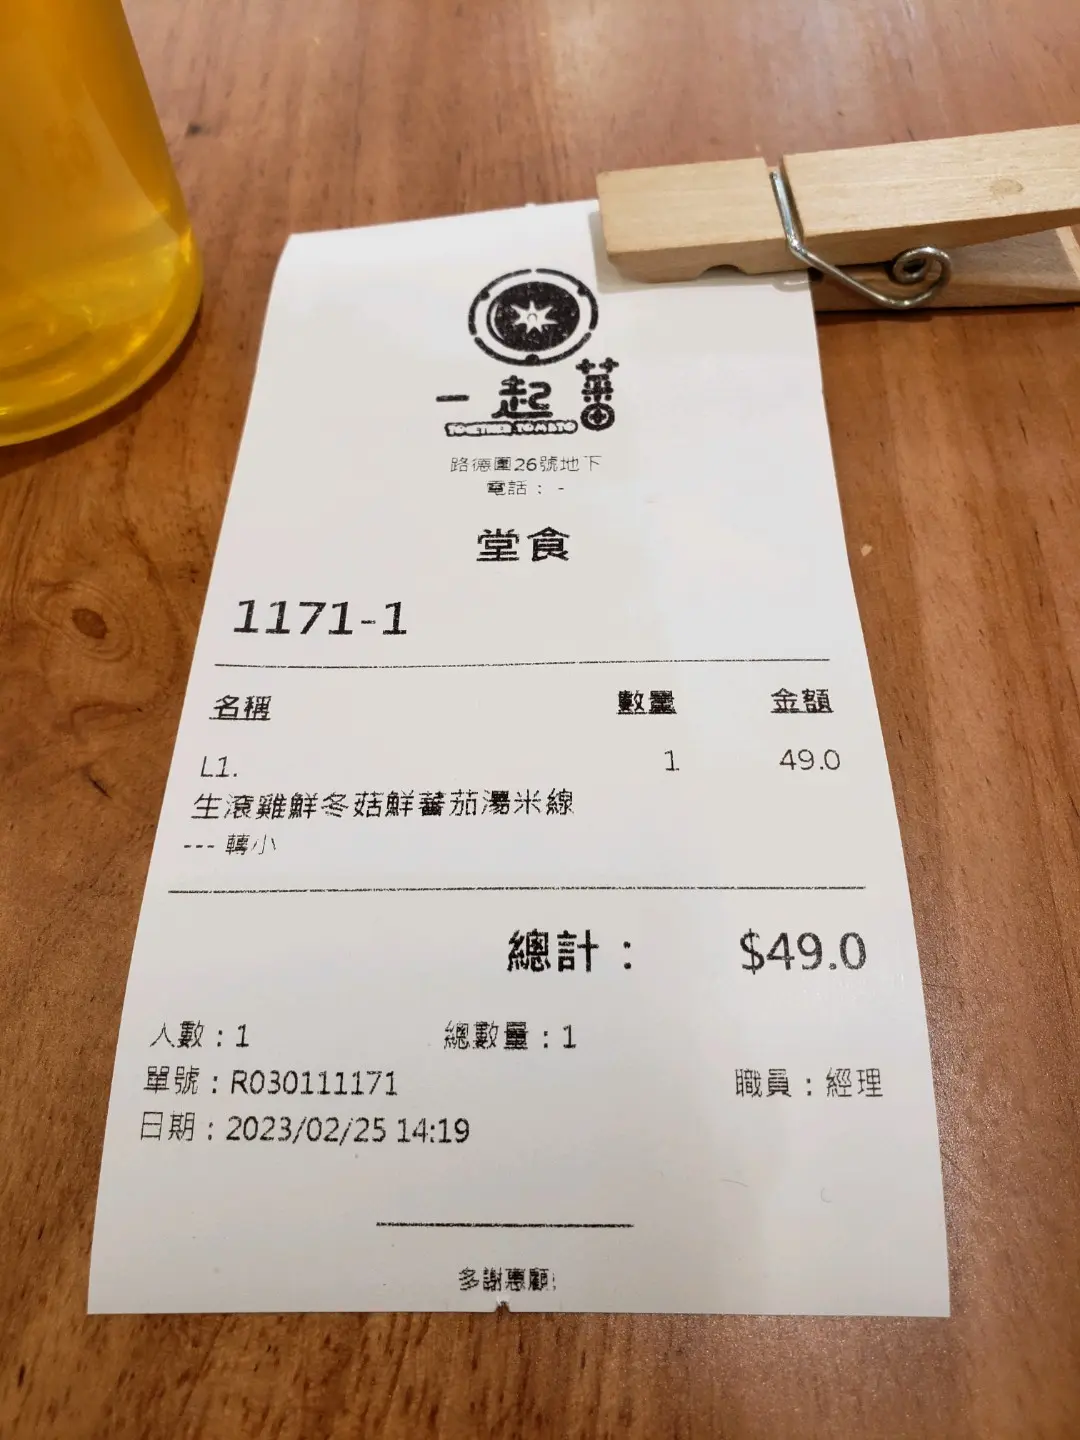 一起蕃
TOGETHER TOMATO
路德圍26號地下
電話： -
堂食
1171-1
名稱 數量 金額
L1. 1 49.0
生滾雞鮮冬菇鮮蕃茄湯米線
--- 轉小
總計： $49.0
人數：1 總數量：1
單號：R030111171 職員：經理
日期：2023/02/25 14:19
多謝惠顧!